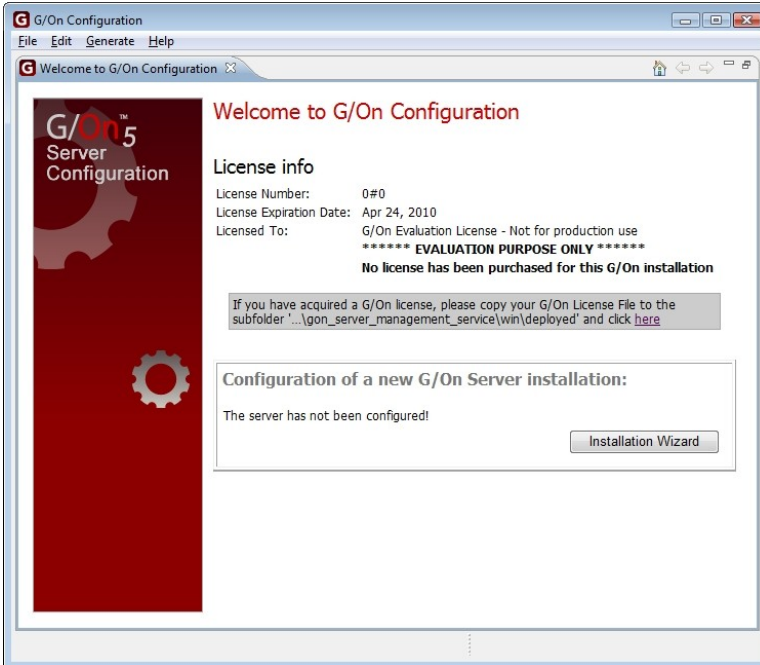 G/On Configuration
File Edit Generate Help
Welcome to G/On Configuration
G/On™5
Server
Configuration
Welcome to G/On Configuration
License info
License Number: 0#0
License Expiration Date: Apr 24, 2010
Licensed To: G/On Evaluation License - Not for production use
****** EVALUATION PURPOSE ONLY ******
No license has been purchased for this G/On installation
If you have acquired a G/On license, please copy your G/On License File to the
subfolder '...\gon_server_management_service\win\deployed' and click here
Configuration of a new G/On Server installation:
The server has not been configured!
Installation Wizard